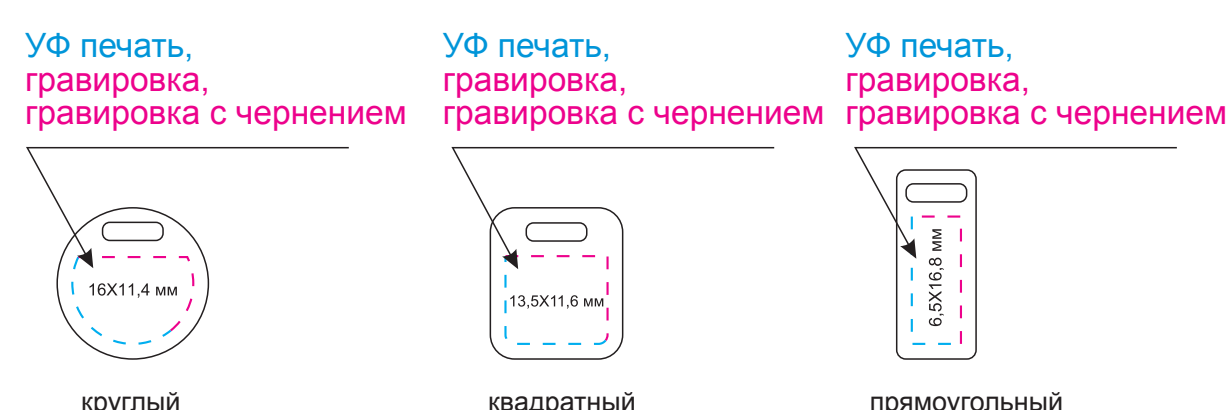 УФ печать,
гравировка,
гравировка с чернением
УФ печать,
гравировка,
гравировка с чернением
УФ печать,
гравировка,
гравировка с чернением
16X11,4 мм
13,5X11,6 мм
6,5X16,8 мм
круглый
квадратный
прямоугольный